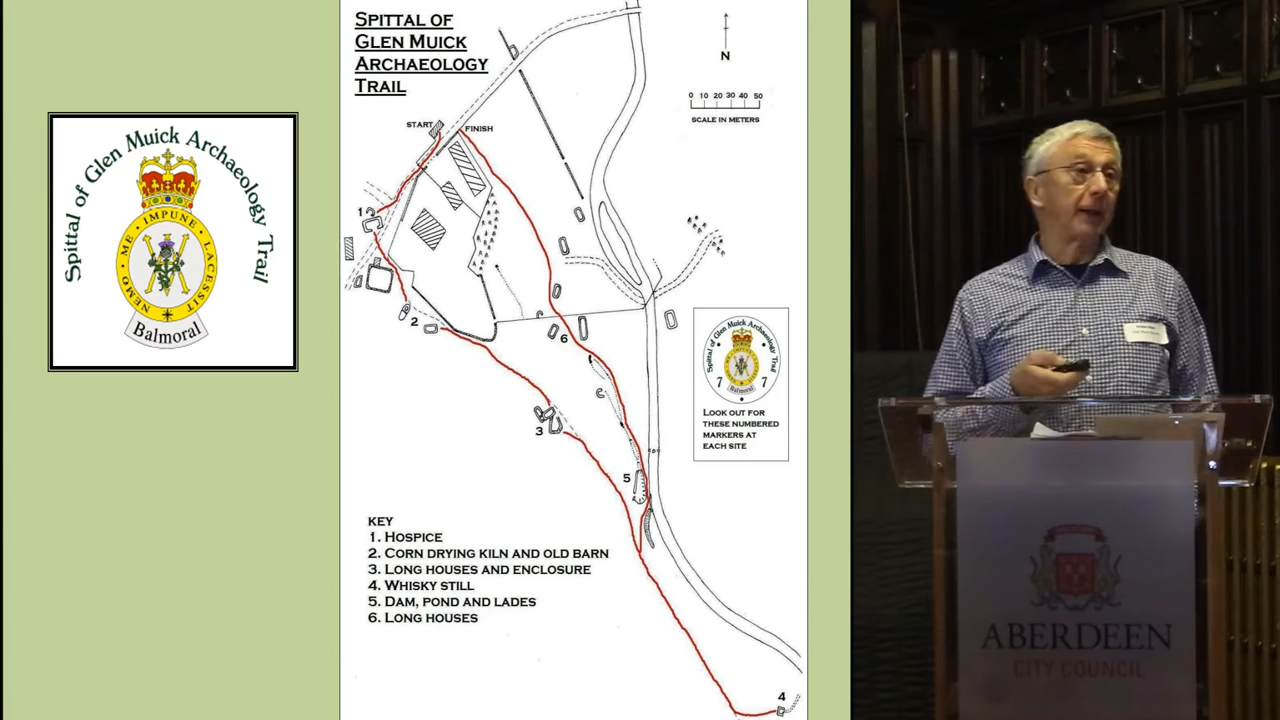 Spittal of Glen Muick Archaeology Trail
NEMO • ME • IMPUNE • LACESSIT
Balmoral
SPITTAL OF
GLEN MUICK
ARCHAEOLOGY
TRAIL
N
0 10 20 30 40 50
SCALE IN METERS
START
FINISH
1
2
6
3
5
4
Spittal of Glen Muick Archaeology Trail
7 7
Balmoral
LOOK OUT FOR
THESE NUMBERED
MARKERS AT
EACH SITE
KEY
1. HOSPICE
2. CORN DRYING KILN AND OLD BARN
3. LONG HOUSES AND ENCLOSURE
4. WHISKY STILL
5. DAM, POND AND LADES
6. LONG HOUSES
ABERDEEN
CITY COUNCIL